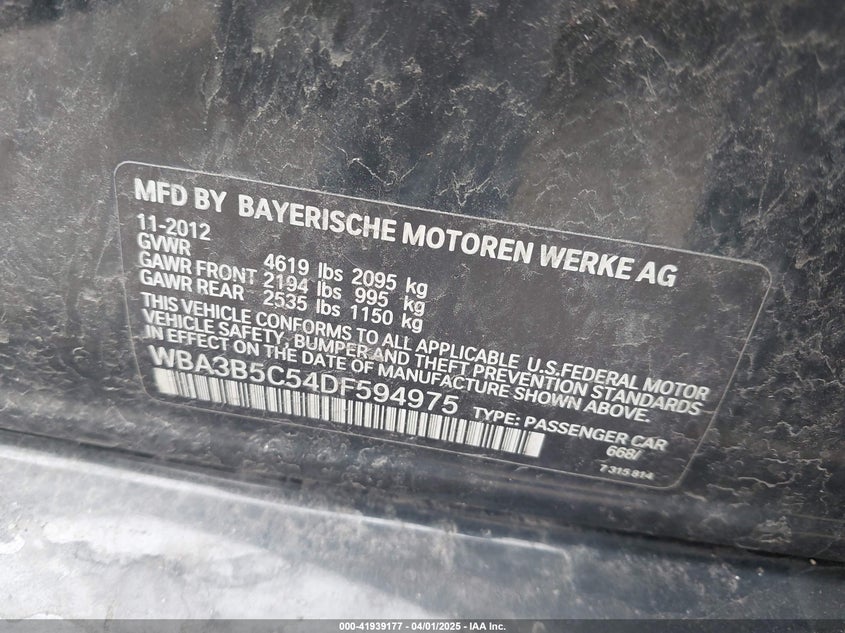 MFD BY BAYERISCHE MOTOREN WERKE AG
11-2012
GVWR 4619 lbs 2095 kg
GAWR FRONT 2194 lbs 995 kg
GAWR REAR 2535 lbs 1150 kg
THIS VEHICLE CONFORMS TO ALL APPLICABLE U.S.FEDERAL MOTOR
VEHICLE SAFETY, BUMPER AND THEFT PREVENTION STANDARDS
IN EFFECT ON THE DATE OF MANUFACTURE SHOWN ABOVE.
WBA3B5C54DF594975 TYPE: PASSENGER CAR
668/
7 315 814
000-41939177 - 04/01/2025 - IAA Inc.